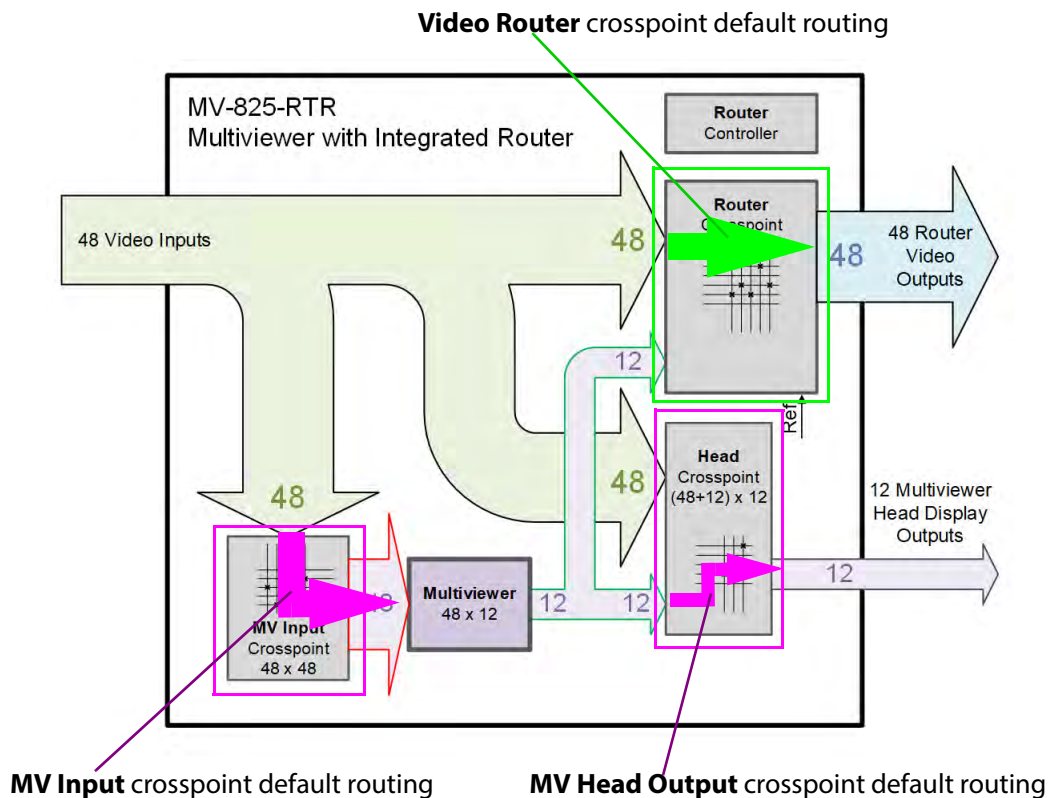 Video Router crosspoint default routing
MV-825-RTR
Multiviewer with Integrated Router
Router
Controller
48 Video Inputs
48
Router
Crosspoint
48
48 Router
Video
Outputs
12
Ref
48
48
Head
Crosspoint
(48+12) x 12
12 Multiviewer
Head Display
Outputs
12
MV Input
Crosspoint
48 x 48
48
Multiviewer
48 x 12
12
12
MV Input crosspoint default routing
MV Head Output crosspoint default routing